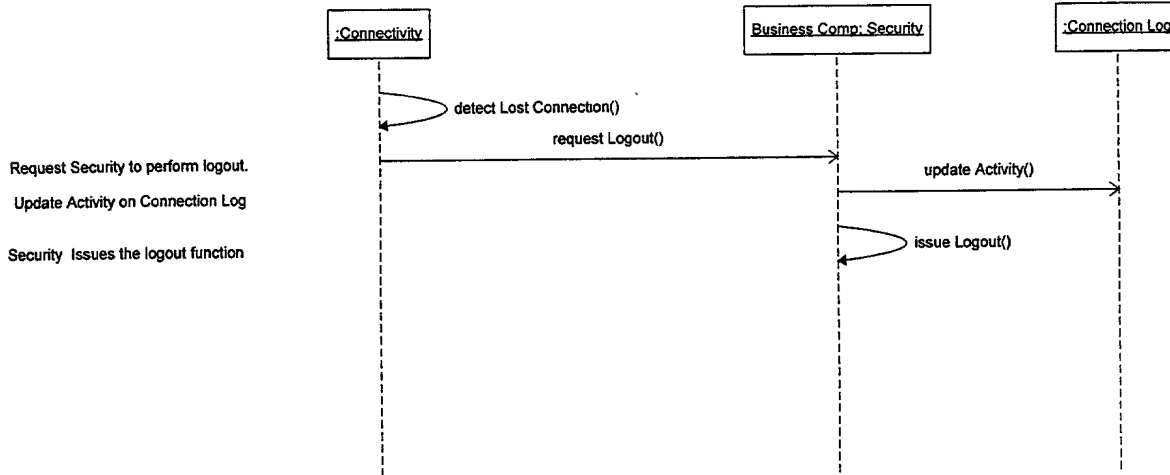 :Connectivity
Business Comp: Security
:Connection Log
detect Lost Connection()
request Logout()
Request Security to perform logout.
update Activity()
Update Activity on Connection Log
issue Logout()
Security Issues the logout function